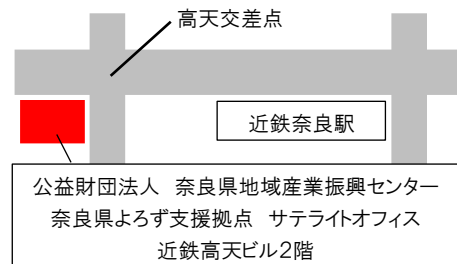 高天交差点
近鉄奈良駅
公益財団法人 奈良県地域産業振興センター
奈良県よろず支援拠点 サテライトオフィス
近鉄高天ビル2階